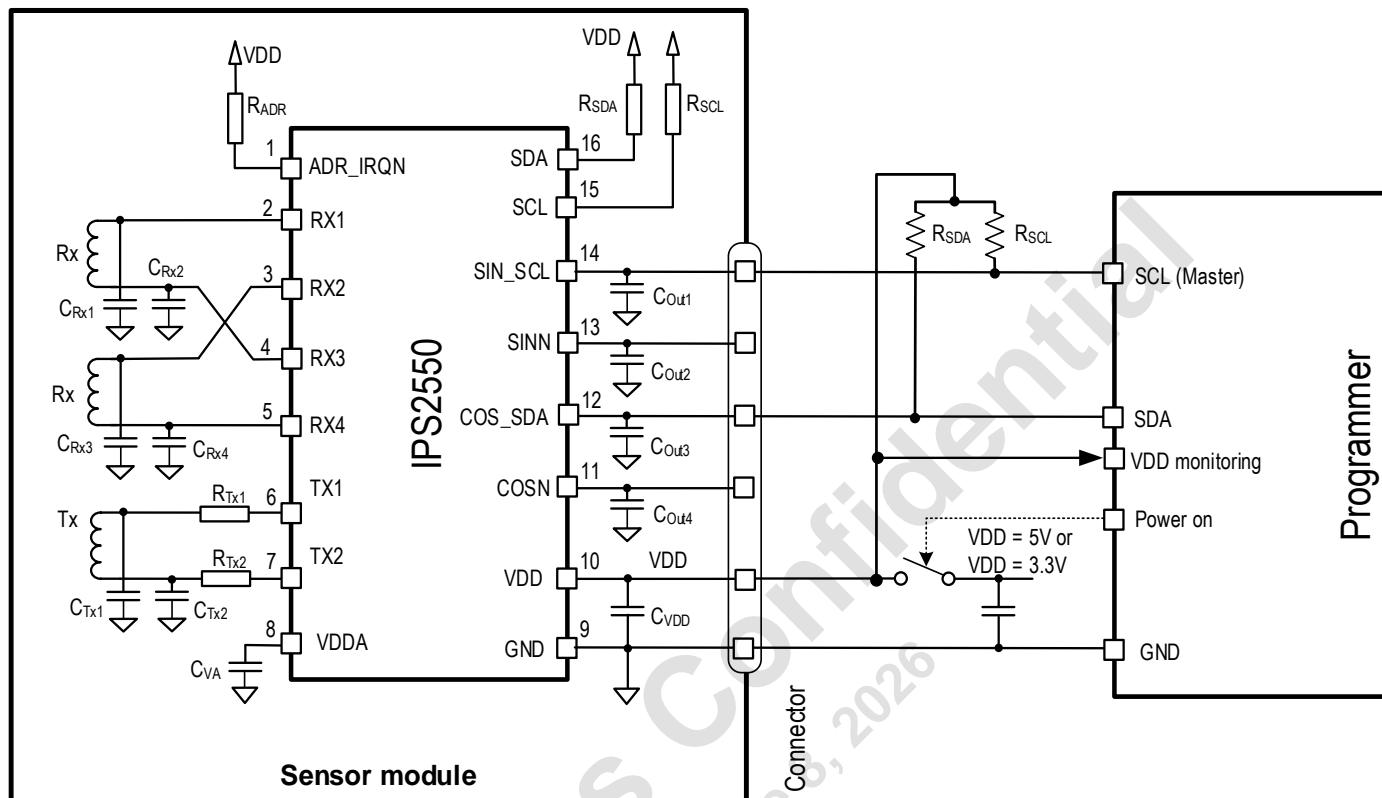 VDD
VDD
RADR
RSDA
RSCL
1
ADR_IRQN
16
SDA
15
SCL
2
RX1
Rx
CRx2
CRx1
3
RX2
14
SIN_SCL
COut1
RSDA
RSCL
SCL (Master)
4
RX3
13
SINN
COut2
Rx
5
RX4
CRx3
CRx4
IPS2550
12
COS_SDA
COut3
SDA
VDD monitoring
11
COSN
COut4
Tx
RTx1
6
TX1
RTx2
7
TX2
CTx1
CTx2
Power on
VDD = 5V or
VDD = 3.3V
10
VDD
VDD
CVDD
8
VDDA
CVA
9
GND
GND
Programmer
Connector
Sensor module
s Confidential
8, 2026